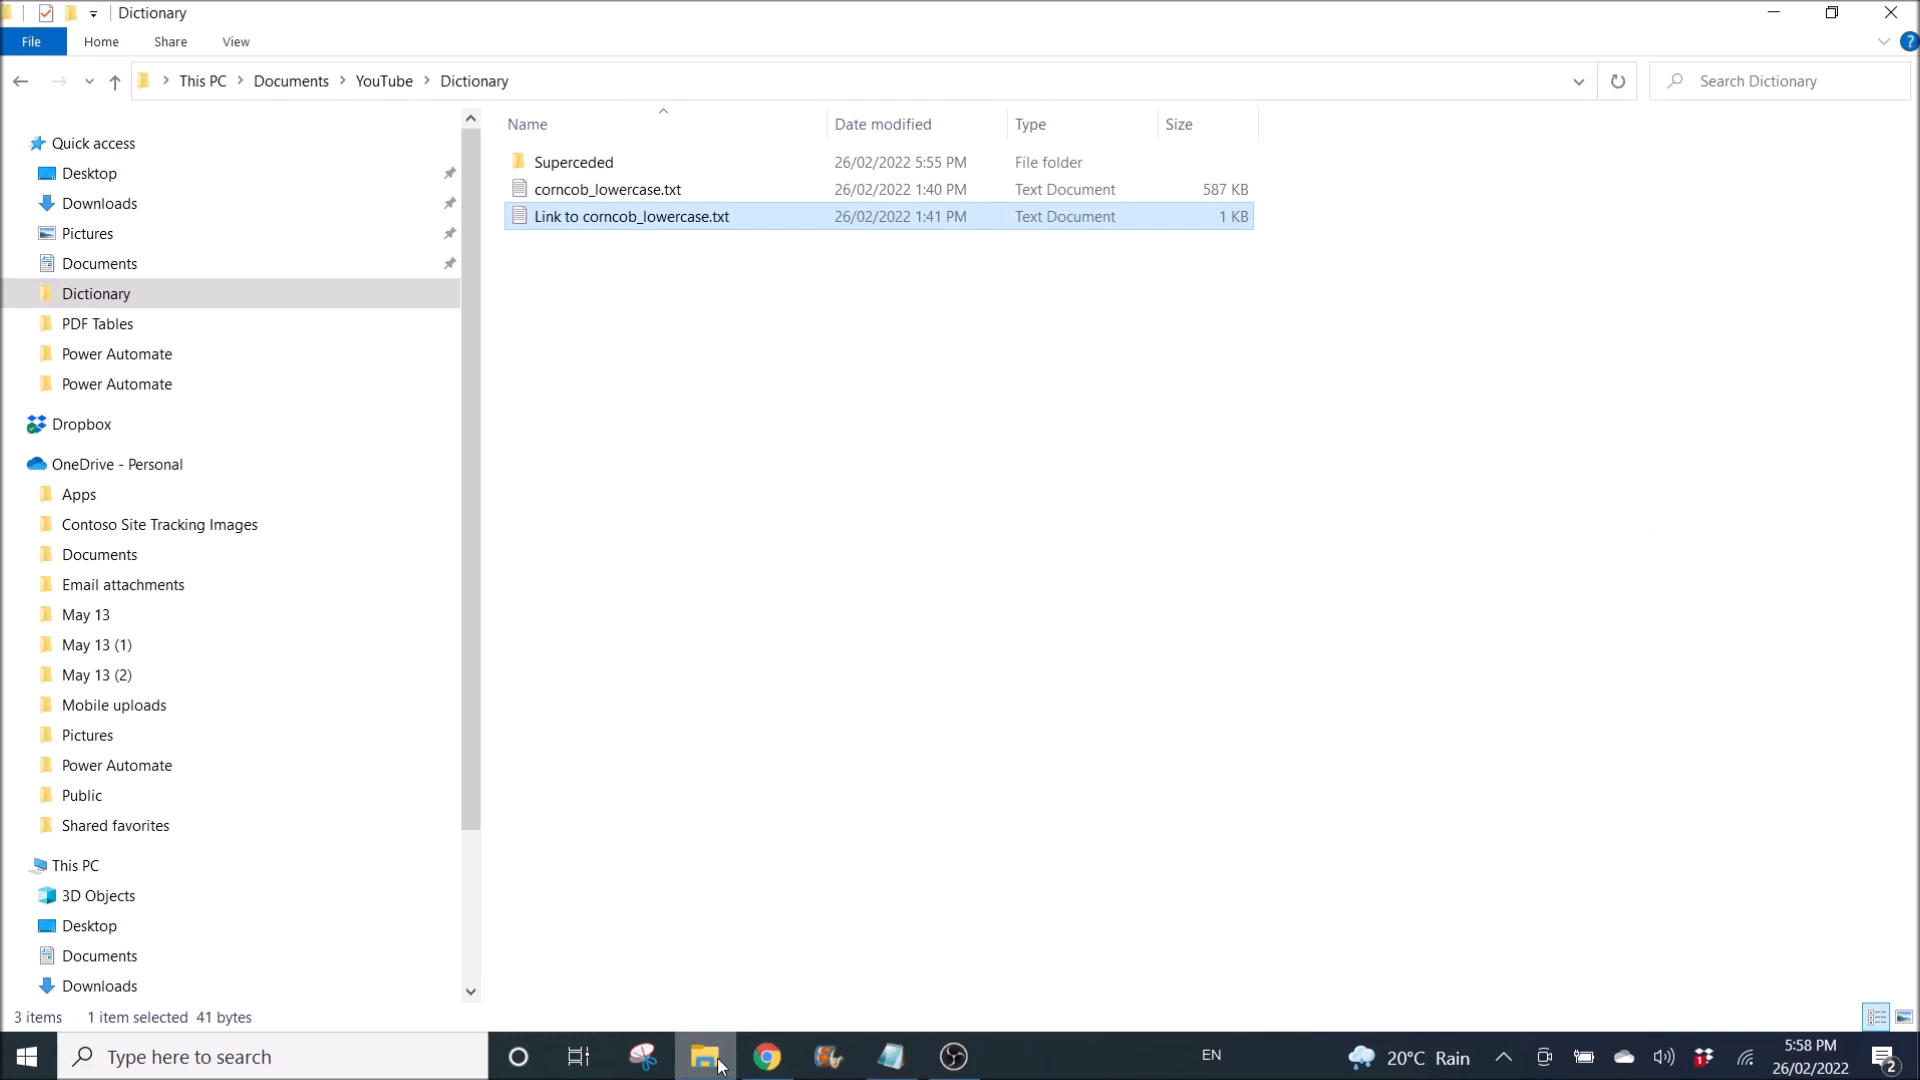 Dictionary
File Home Share View
This PC Documents YouTube Dictionary
Search Dictionary
Name Date modified Type Size
Superceded 26/02/2022 5:55 PM File folder
corncob_lowercase.txt 26/02/2022 1:40 PM Text Document 587 KB
Link to corncob_lowercase.txt 26/02/2022 1:41 PM Text Document 1 KB
Quick access
Desktop
Downloads
Pictures
Documents
Dictionary
PDF Tables
Power Automate
Power Automate
Dropbox
OneDrive - Personal
Apps
Contoso Site Tracking Images
Documents
Email attachments
May 13
May 13 (1)
May 13 (2)
Mobile uploads
Pictures
Power Automate
Public
Shared favorites
This PC
3D Objects
Desktop
Documents
Downloads
3 items 1 item selected 41 bytes
Type here to search
EN
20°C Rain
1
5:58 PM
26/02/2022
2